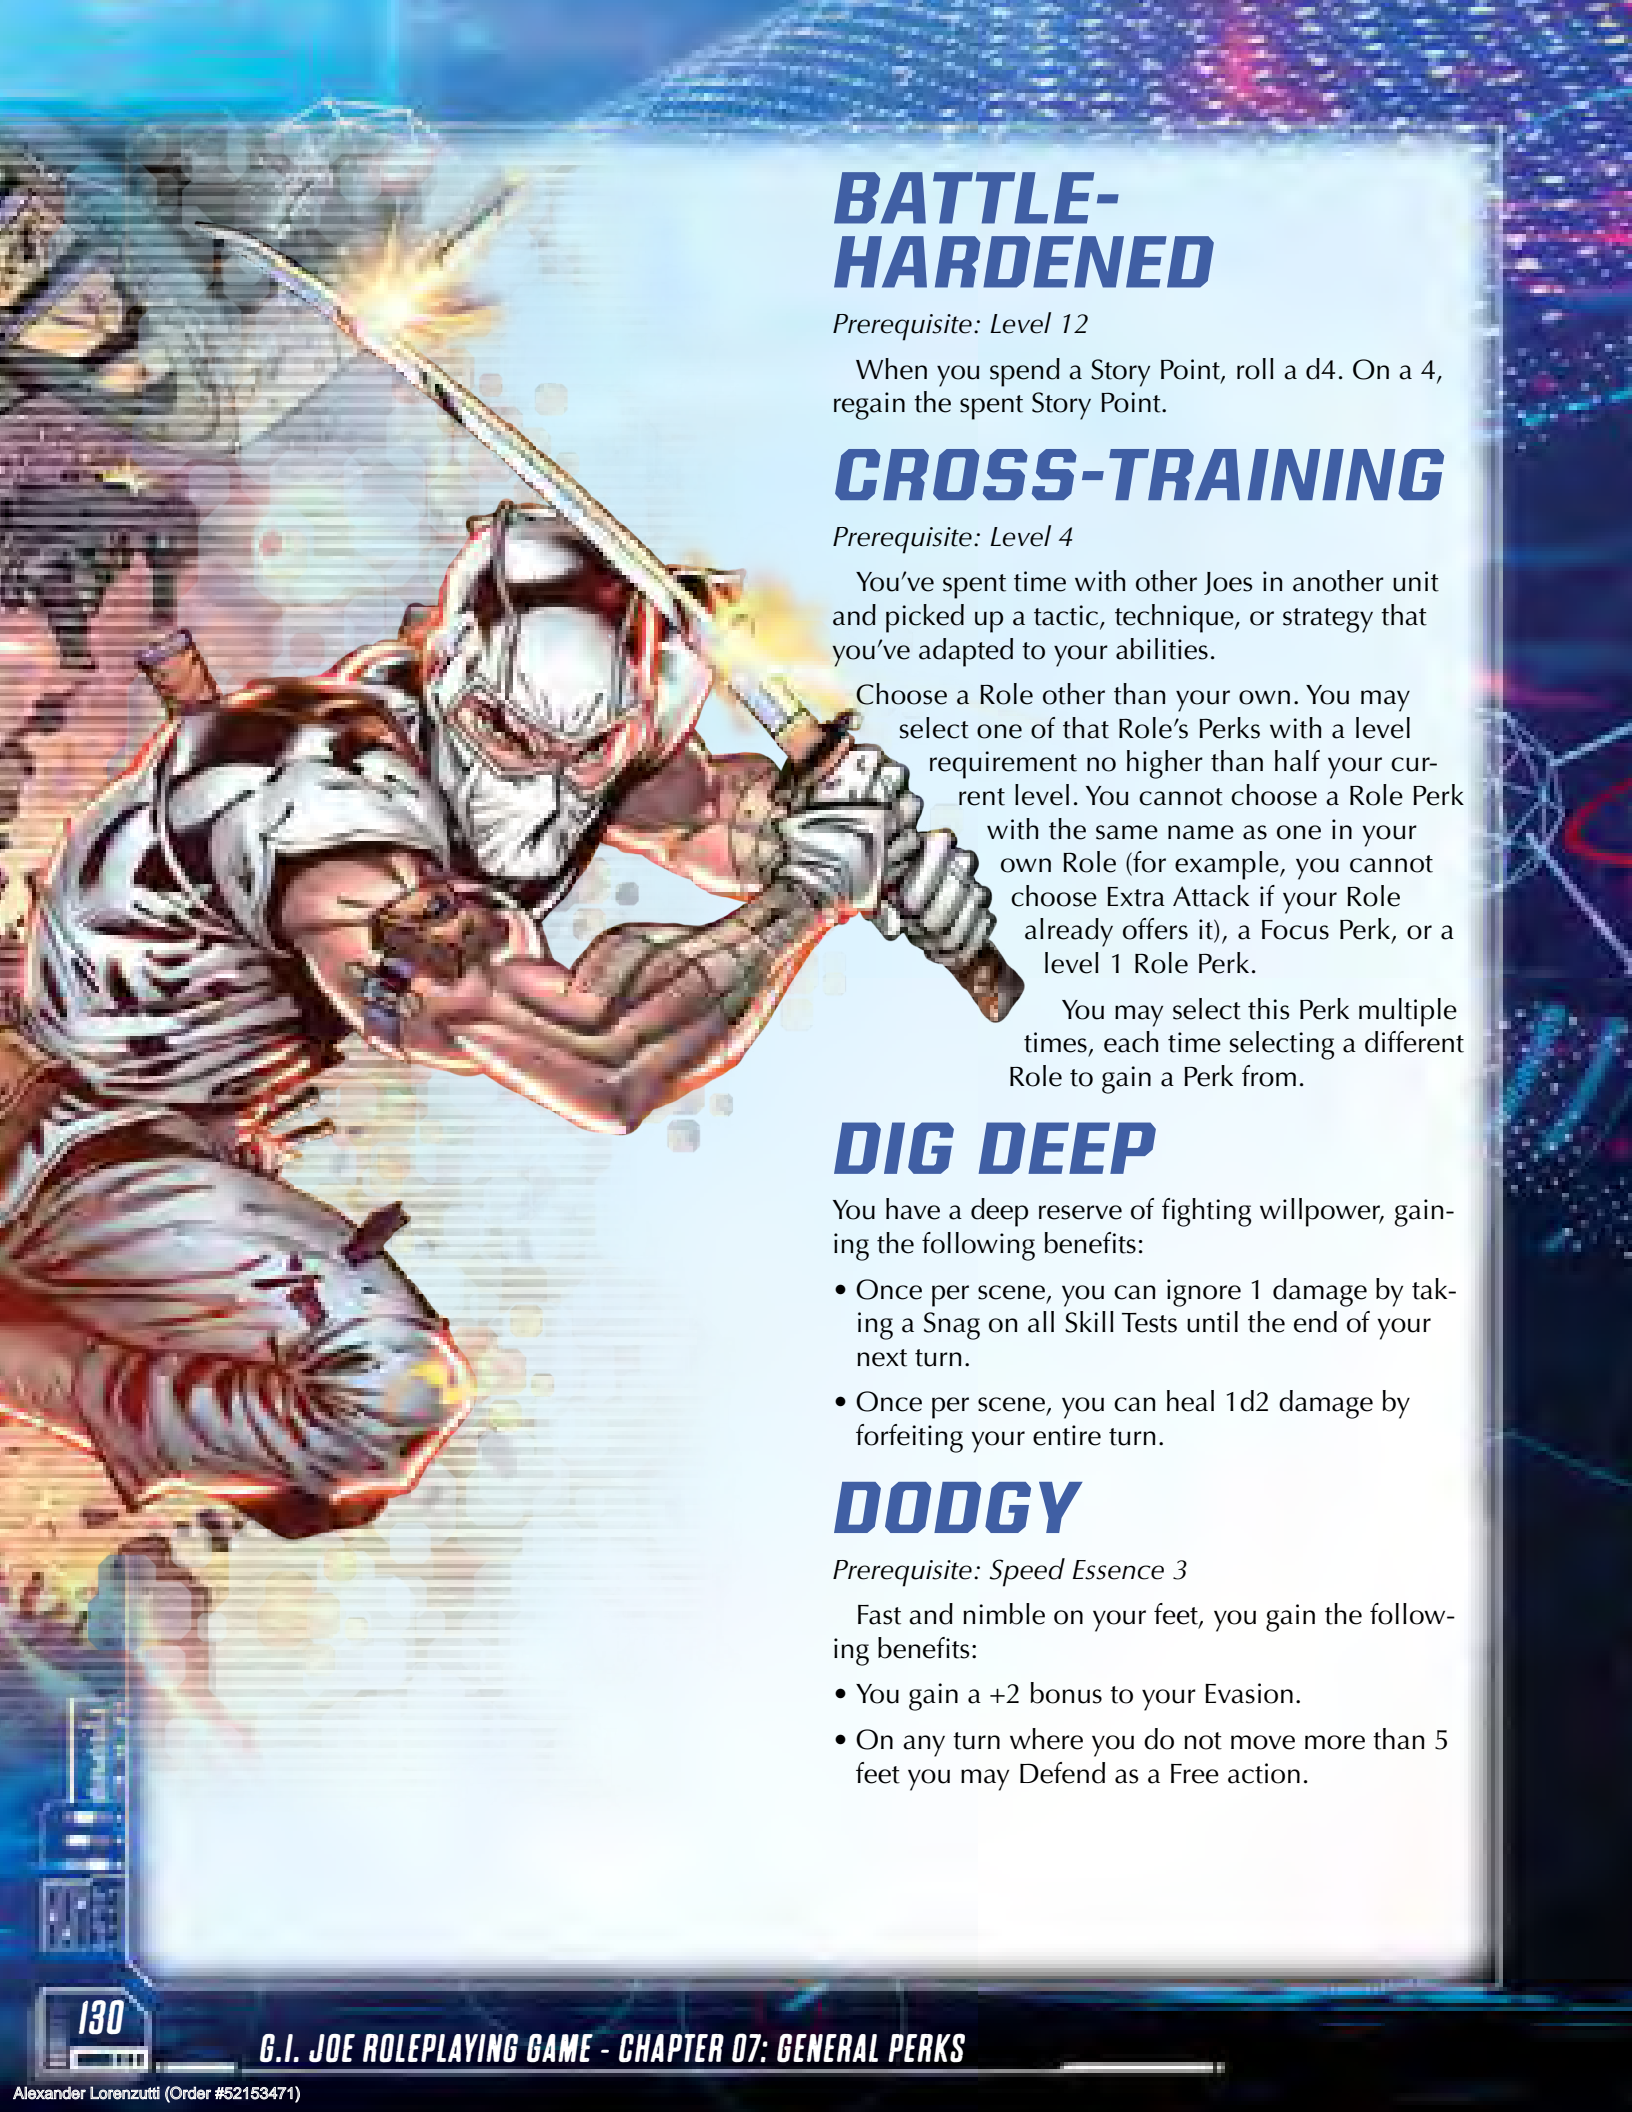 BATTLE-
HARDENED
Prerequisite: Level 12
When you spend a Story Point, roll a d4. On a 4,
regain the spent Story Point.
CROSS-TRAINING
Prerequisite: Level 4
You’ve spent time with other Joes in another unit
and picked up a tactic, technique, or strategy that
you’ve adapted to your abilities.
Choose a Role other than your own. You may
select one of that Role’s Perks with a level
requirement no higher than half your cur-
rent level. You cannot choose a Role Perk
with the same name as one in your
own Role (for example, you cannot
choose Extra Attack if your Role
already offers it), a Focus Perk, or a
level 1 Role Perk.
You may select this Perk multiple
times, each time selecting a different
Role to gain a Perk from.
DIG DEEP
You have a deep reserve of fighting willpower, gain-
ing the following benefits:
• Once per scene, you can ignore 1 damage by tak-
ing a Snag on all Skill Tests until the end of your
next turn.
• Once per scene, you can heal 1d2 damage by
forfeiting your entire turn.
DODGY
Prerequisite: Speed Essence 3
Fast and nimble on your feet, you gain the follow-
ing benefits:
• You gain a +2 bonus to your Evasion.
• On any turn where you do not move more than 5
feet you may Defend as a Free action.
130
G.I. JOE ROLEPLAYING GAME - CHAPTER 07: GENERAL PERKS
Alexander Lorenzutti (Order #52153471)